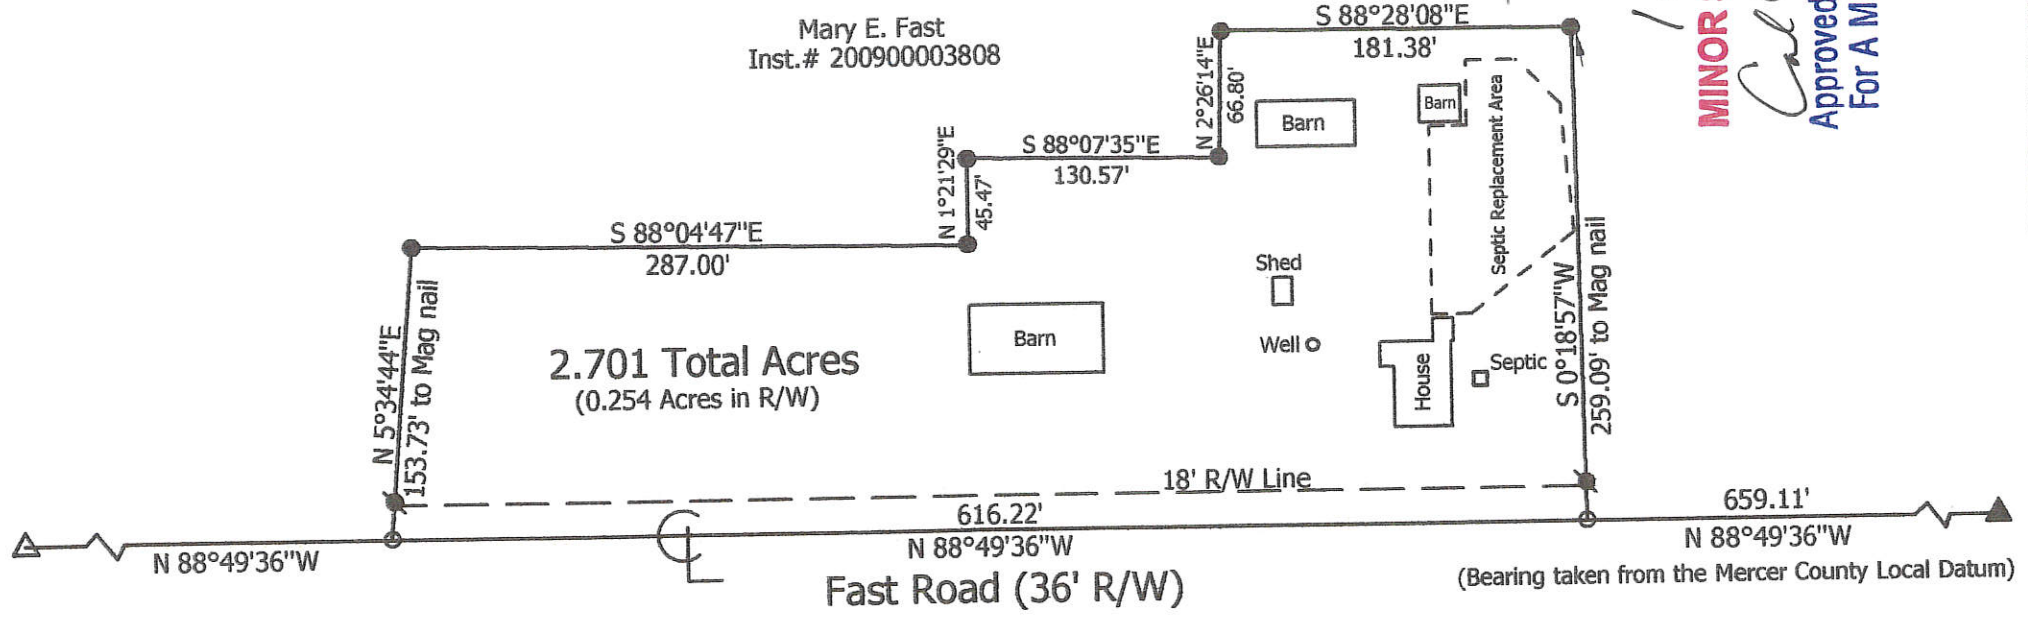 Mary E. Fast
Inst.# 200900003808
S 88°28'08"E
181.38'
N 2°26'14"E
66.80'
MINOR
Approved
For A M
Barn
Barn
Septic Replacement Area
N 1°21'29"E
45.47'
S 88°07'35"E
130.57'
S 88°04'47"E
287.00'
N 5°34'44"E
153.73' to Mag nail
2.701 Total Acres
(0.254 Acres in R/W)
Barn
Shed
Well
House
Septic
S 0°18'57"W
259.09' to Mag nail
18' R/W Line
616.22'
659.11'
N 88°49'36"W
N 88°49'36"W
N 88°49'36"W
Fast Road (36' R/W)
(Bearing taken from the Mercer County Local Datum)